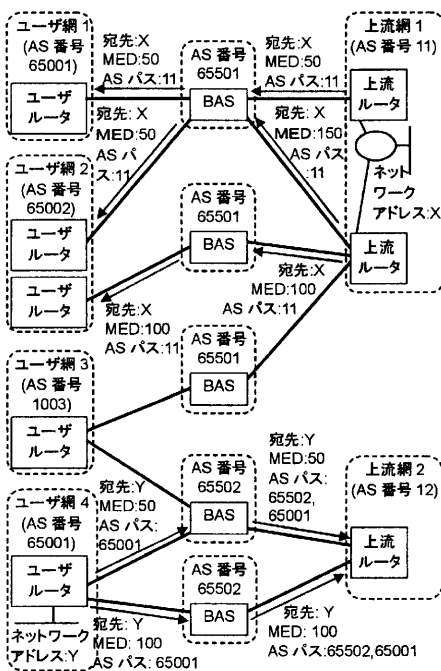 ユーザ網 1
(AS 番号
65001)
ユーザ
ルータ
宛先:X
MED:50
AS パス:11
AS 番号
65501
BAS
宛先:X
MED:50
AS パス:11
上流網 1
(AS 番号 11)
上流
ルータ
宛先: X
MED:50
AS パ
ス:11
宛先:X
MED:150
AS パス:
11
ネット
ワーク
アドレス:X
ユーザ網 2
(AS 番号
65002)
ユーザ
ルータ
ユーザ
ルータ
AS 番号
65501
BAS
上流
ルータ
宛先:X
MED:100
AS パス:11
宛先:X
MED:100
AS パス:11
ユーザ網 3
(AS 番号
1003)
ユーザ
ルータ
AS 番号
65501
BAS
ユーザ網 4
(AS 番号
65001)
ユーザ
ルータ
ネットワーク
アドレス:Y
宛先:Y
MED:50
AS パス:
65001
AS 番号
65502
BAS
宛先:Y
MED:50
AS パス:
65502,
65001
上流網 2
(AS 番号 12)
上流
ルータ
AS 番号
65502
BAS
宛先: Y
MED: 100
AS パス: 65001
宛先: Y
MED: 100
AS パス:65502,65001